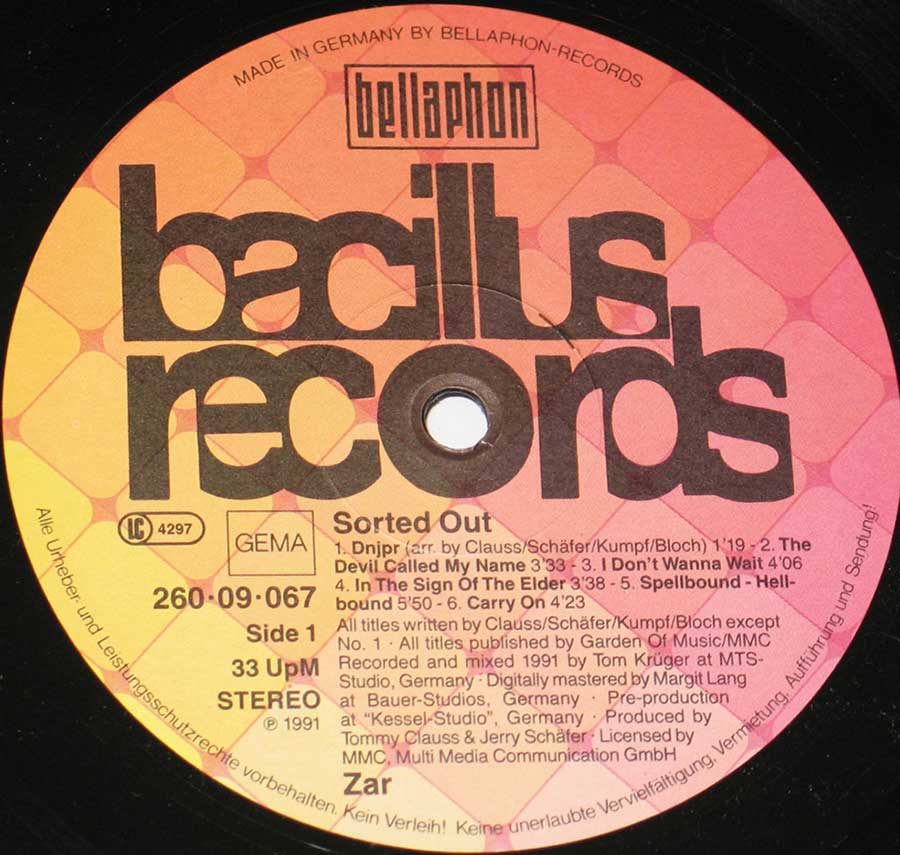 MADE IN GERMANY BY BELLAPHON-RECORDS
bellaphon
bacillus
records
LC 4297
GEMA
260·09·067
Side 1
33 UpM
STEREO
℗ 1991
Sorted Out
1. Dnjpr (arr. by Clauss/Schäfer/Kumpf/Bloch) 1'19 - 2. The
Devil Called My Name 3'33 - 3. I Don't Wanna Wait 4'06
4. In The Sign Of The Elder 3'38 - 5. Spellbound - Hell-
bound 5'50 - 6. Carry On 4'23
All titles written by Clauss/Schäfer/Kumpf/Bloch except
No. 1 · All titles published by Garden Of Music/MMC
Recorded and mixed 1991 by Tom Krüger at MTS-
Studio, Germany · Digitally mastered by Margit Lang
at Bauer-Studios, Germany · Pre-production
at "Kessel-Studio", Germany · Produced by
Tommy Clauss & Jerry Schäfer · Licensed by
MMC, Multi Media Communication GmbH
Zar
Alle Urheber- und Leistungsschutzrechte vorbehalten. Kein Verleih! Keine unerlaubte Vervielfältigung, Vermietung, Aufführung und Sendung!